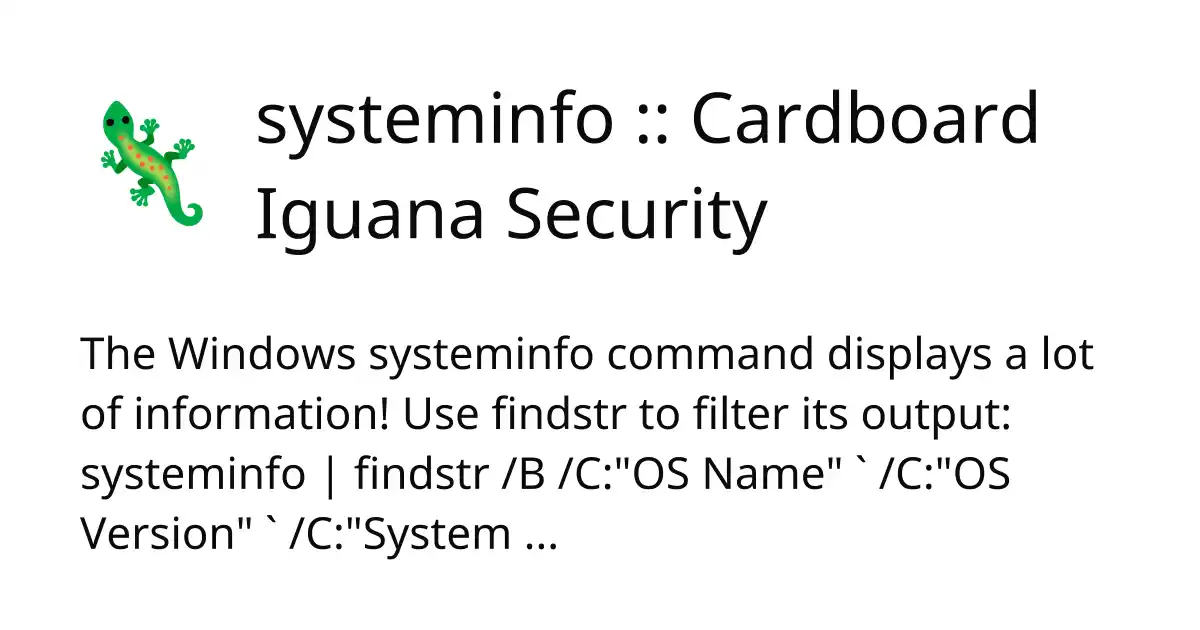 systeminfo :: Cardboard
Iguana Security
The Windows systeminfo command displays a lot
of information! Use findstr to filter its output:
systeminfo | findstr /B /C:"OS Name" ` /C:"OS
Version" ` /C:"System ...